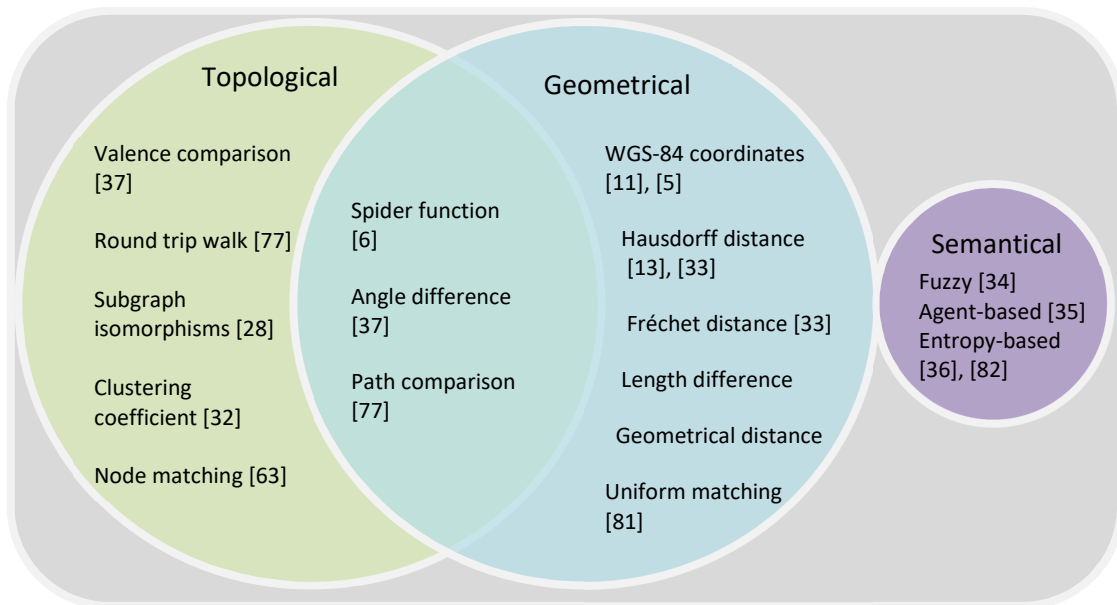 Topological
Valence comparison
[37]
Round trip walk [77]
Subgraph
isomorphisms [28]
Clustering
coefficient [32]
Node matching [63]
Spider function
[6]
Angle difference
[37]
Path comparison
[77]
Geometrical
WGS-84 coordinates
[11], [5]
Hausdorff distance
[13], [33]
Fréchet distance [33]
Length difference
Geometrical distance
Uniform matching
[81]
Semantical
Fuzzy [34]
Agent-based [35]
Entropy-based
[36], [82]